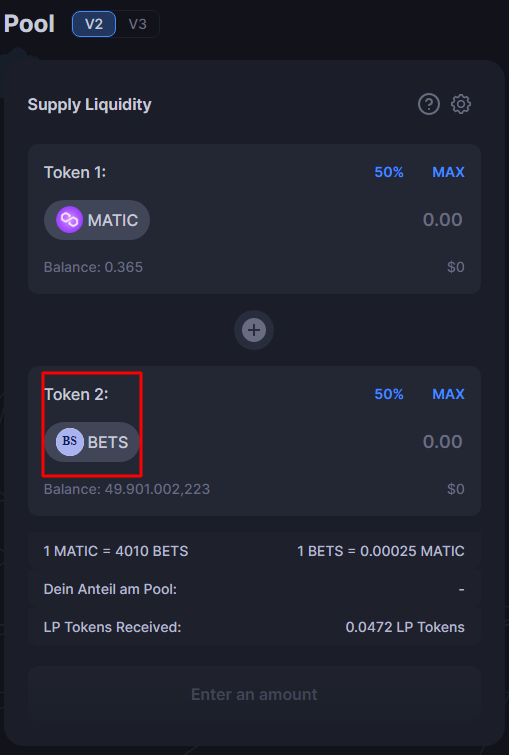 Pool V2 V3
Supply Liquidity ?
Token 1: 50% MAX
MATIC 0.00
Balance: 0.365 $0
Token 2: 50% MAX
BS BETS 0.00
Balance: 49.901.002,223 $0
1 MATIC = 4010 BETS 1 BETS = 0.00025 MATIC
Dein Anteil am Pool: -
LP Tokens Received: 0.0472 LP Tokens
Enter an amount